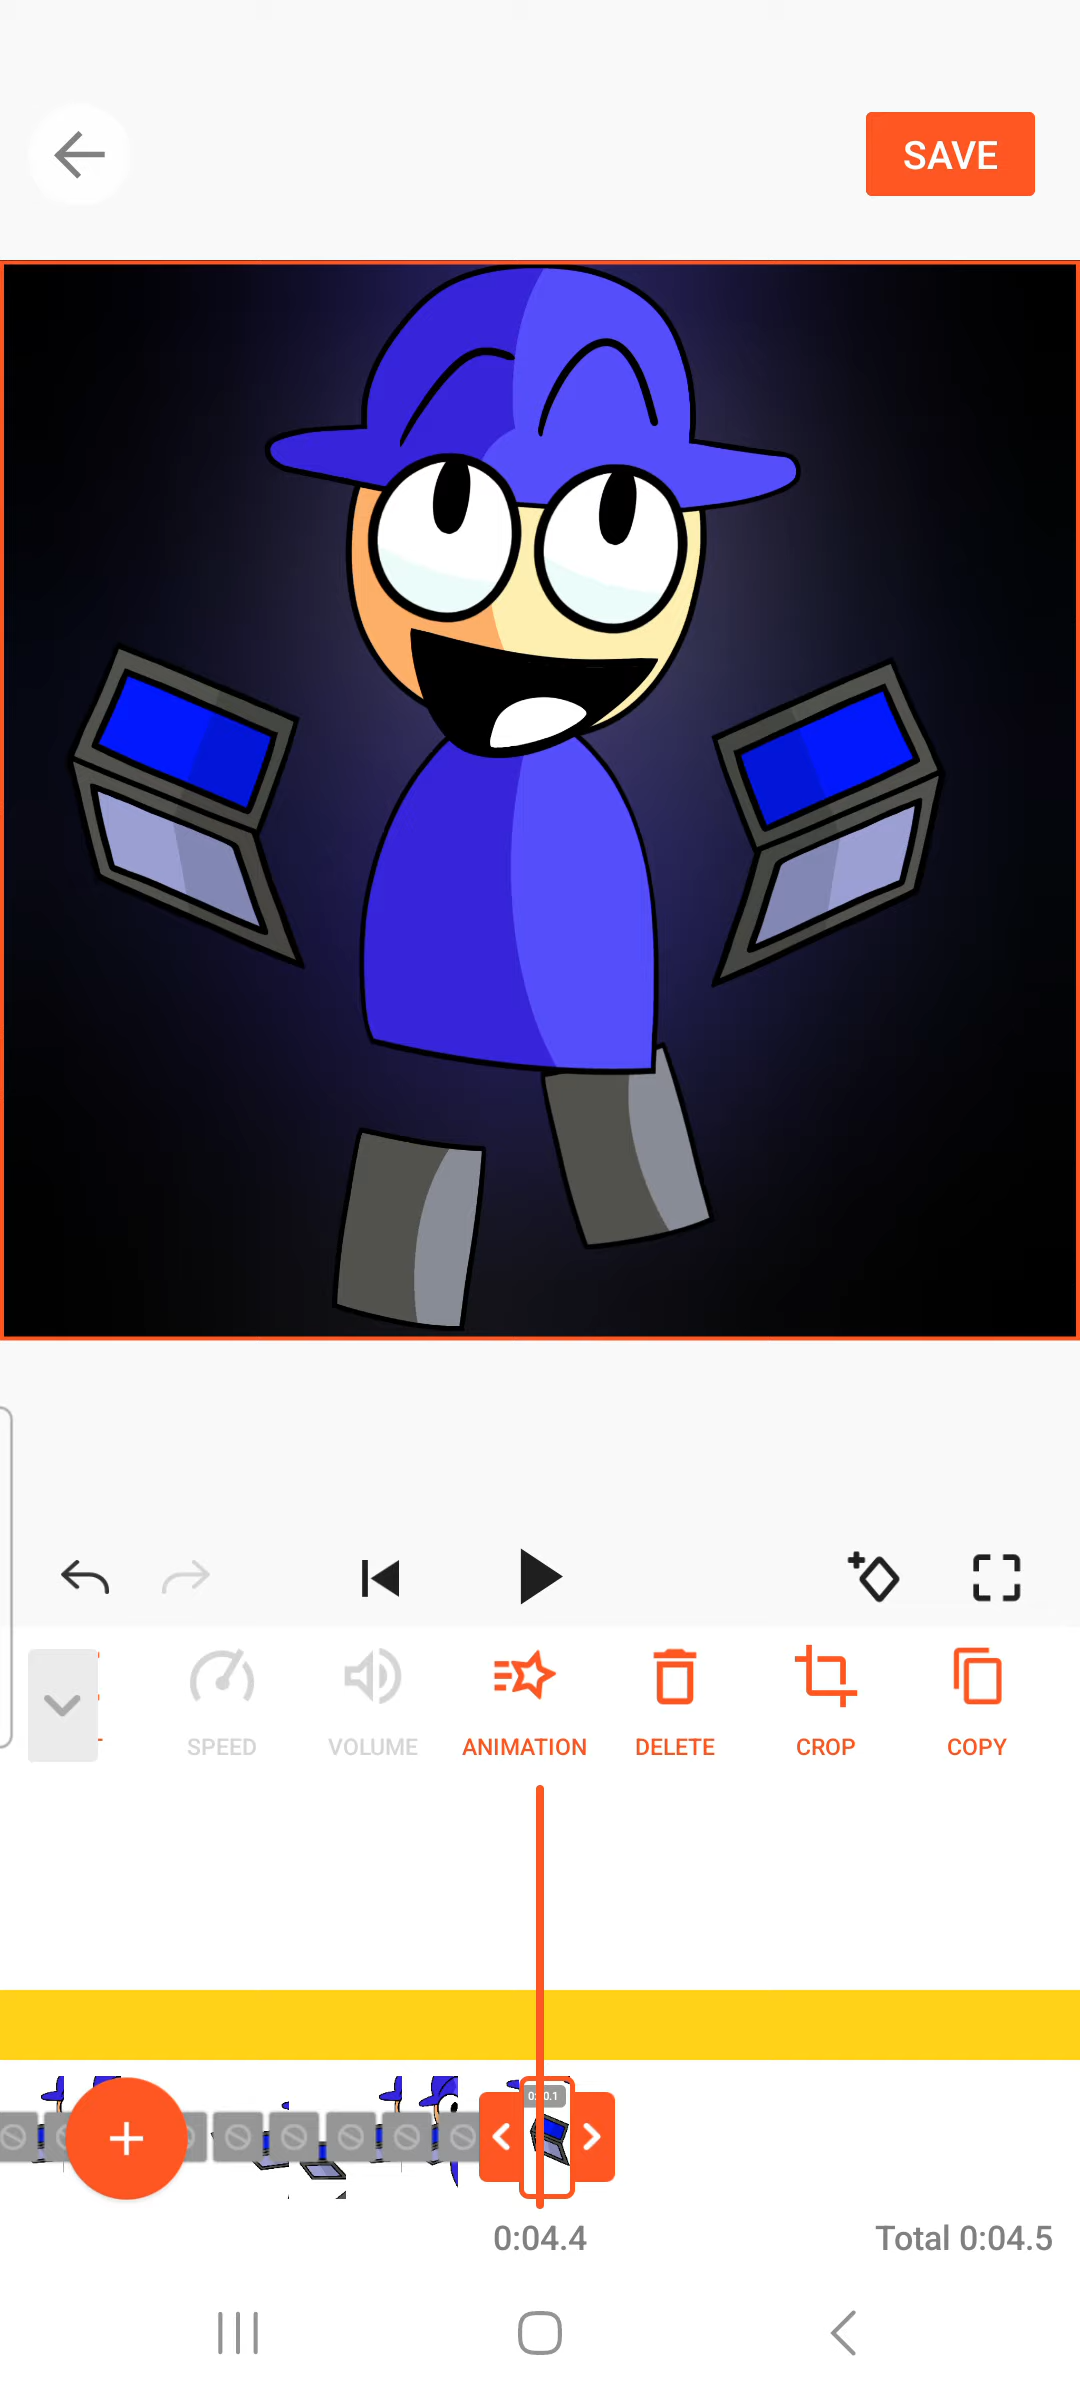 SAVE
SPEED
VOLUME
ANIMATION
DELETE
CROP
COPY
0:04.4
Total 0:04.5